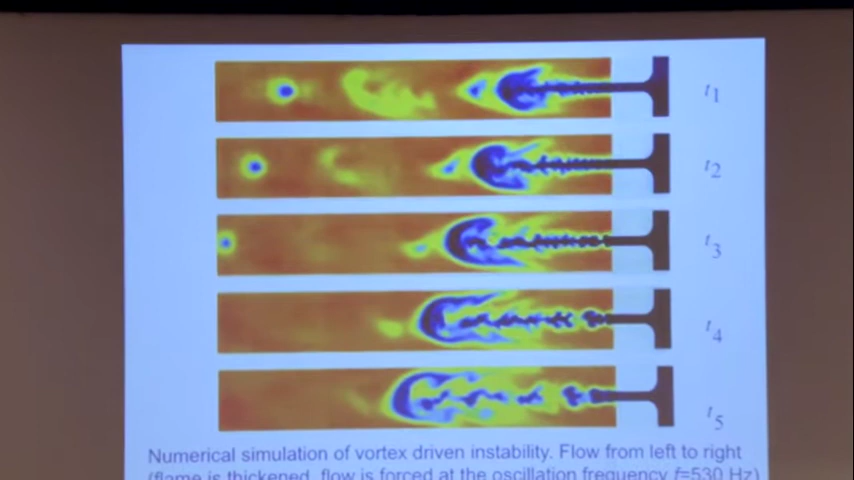 t1
t2
t3
t4
t5
Numerical simulation of vortex driven instability. Flow from left to right
(flame is thickened, flow is forced at the oscillation frequency f=530 Hz)